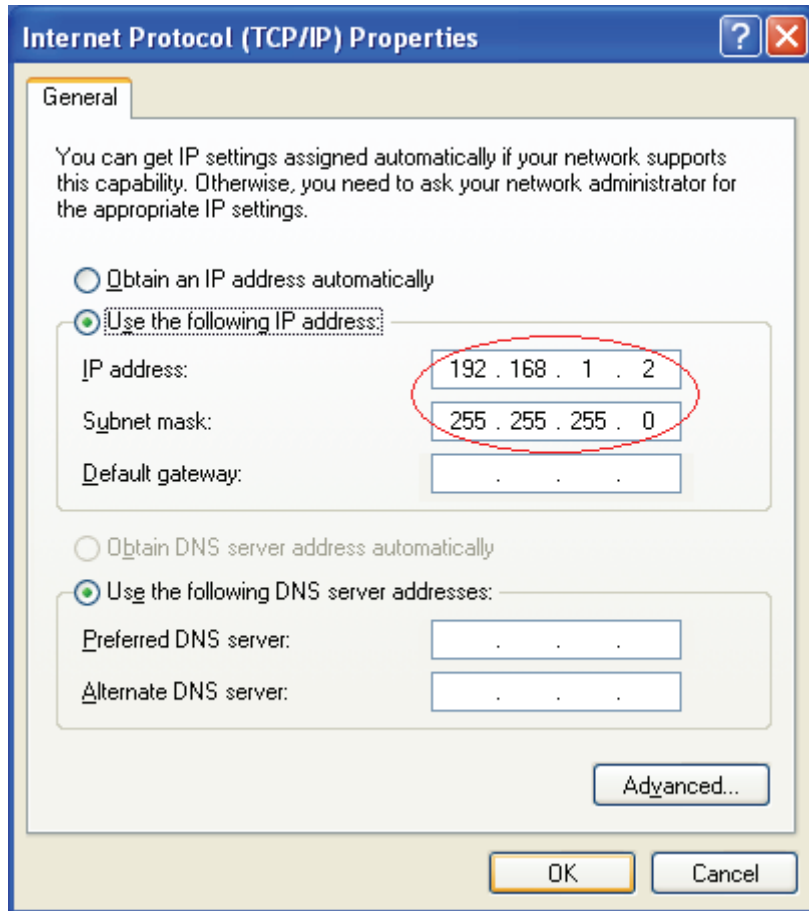 Internet Protocol (TCP/IP) Properties
?
General
You can get IP settings assigned automatically if your network supports
this capability. Otherwise, you need to ask your network administrator for
the appropriate IP settings.
Obtain an IP address automatically
Use the following IP address:
IP address: 192 . 168 . 1 . 2
Subnet mask: 255 . 255 . 255 . 0
Default gateway: . . .
Obtain DNS server address automatically
Use the following DNS server addresses:
Preferred DNS server: . . .
Alternate DNS server: . . .
Advanced...
OK Cancel